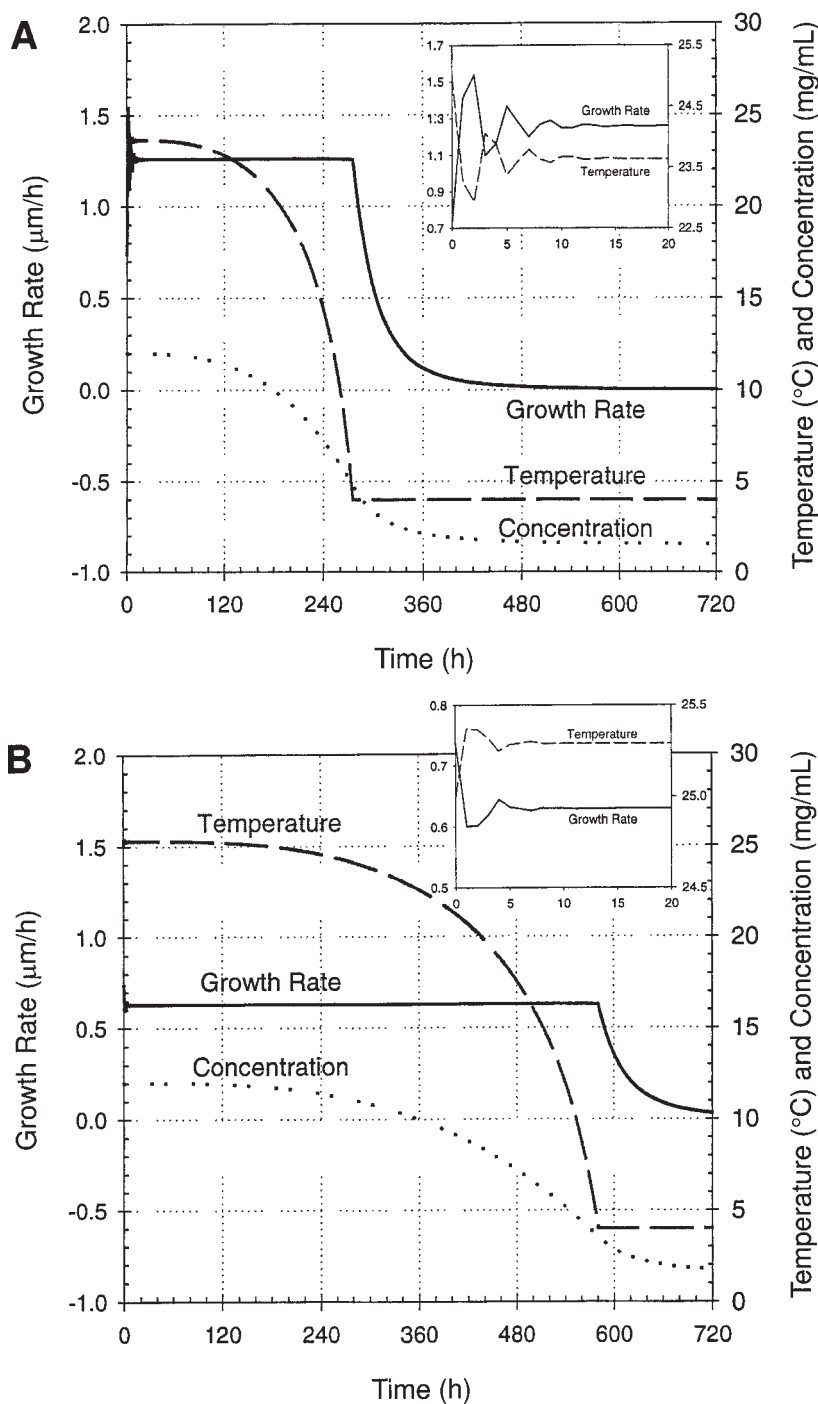 A
2.0
1.5
1.0
0.5
0.0
-0.5
-1.0
Growth Rate (μm/h)
30
25
20
15
10
5
0
Temperature (°C) and Concentration (mg/mL)
1.7
1.5
1.3
1.1
0.9
0.7
25.5
24.5
23.5
22.5
Growth Rate
Temperature
0 5 10 15 20
Growth Rate
Temperature
Concentration
0 120 240 360 480 600 720
Time (h)
B
2.0
1.5
1.0
0.5
0.0
-0.5
-1.0
Growth Rate (μm/h)
30
25
20
15
10
5
0
Temperature (°C) and Concentration (mg/mL)
0.8
0.7
0.6
0.5
25.5
25.0
24.5
Temperature
Growth Rate
0 5 10 15 20
Temperature
Growth Rate
Concentration
0 120 240 360 480 600 720
Time (h)